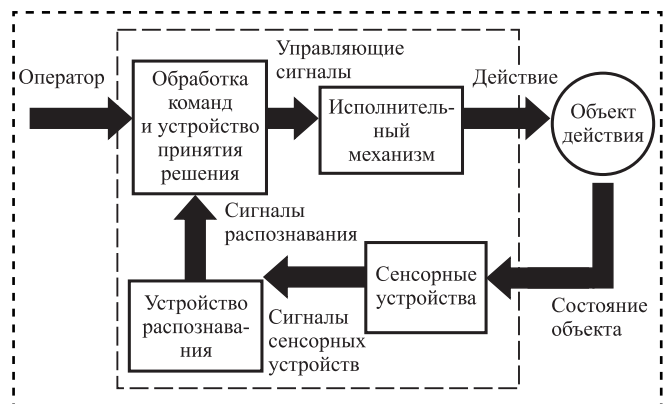 Оператор
Обработка
команд
и устройство
принятия
решения
Управляющие
сигналы
Исполнитель-
ный
механизм
Действие
Объект
действия
Сигналы
распознавания
Устройство
распознава-
ния
Сигналы
сенсорных
устройств
Сенсорные
устройства
Состояние
объекта